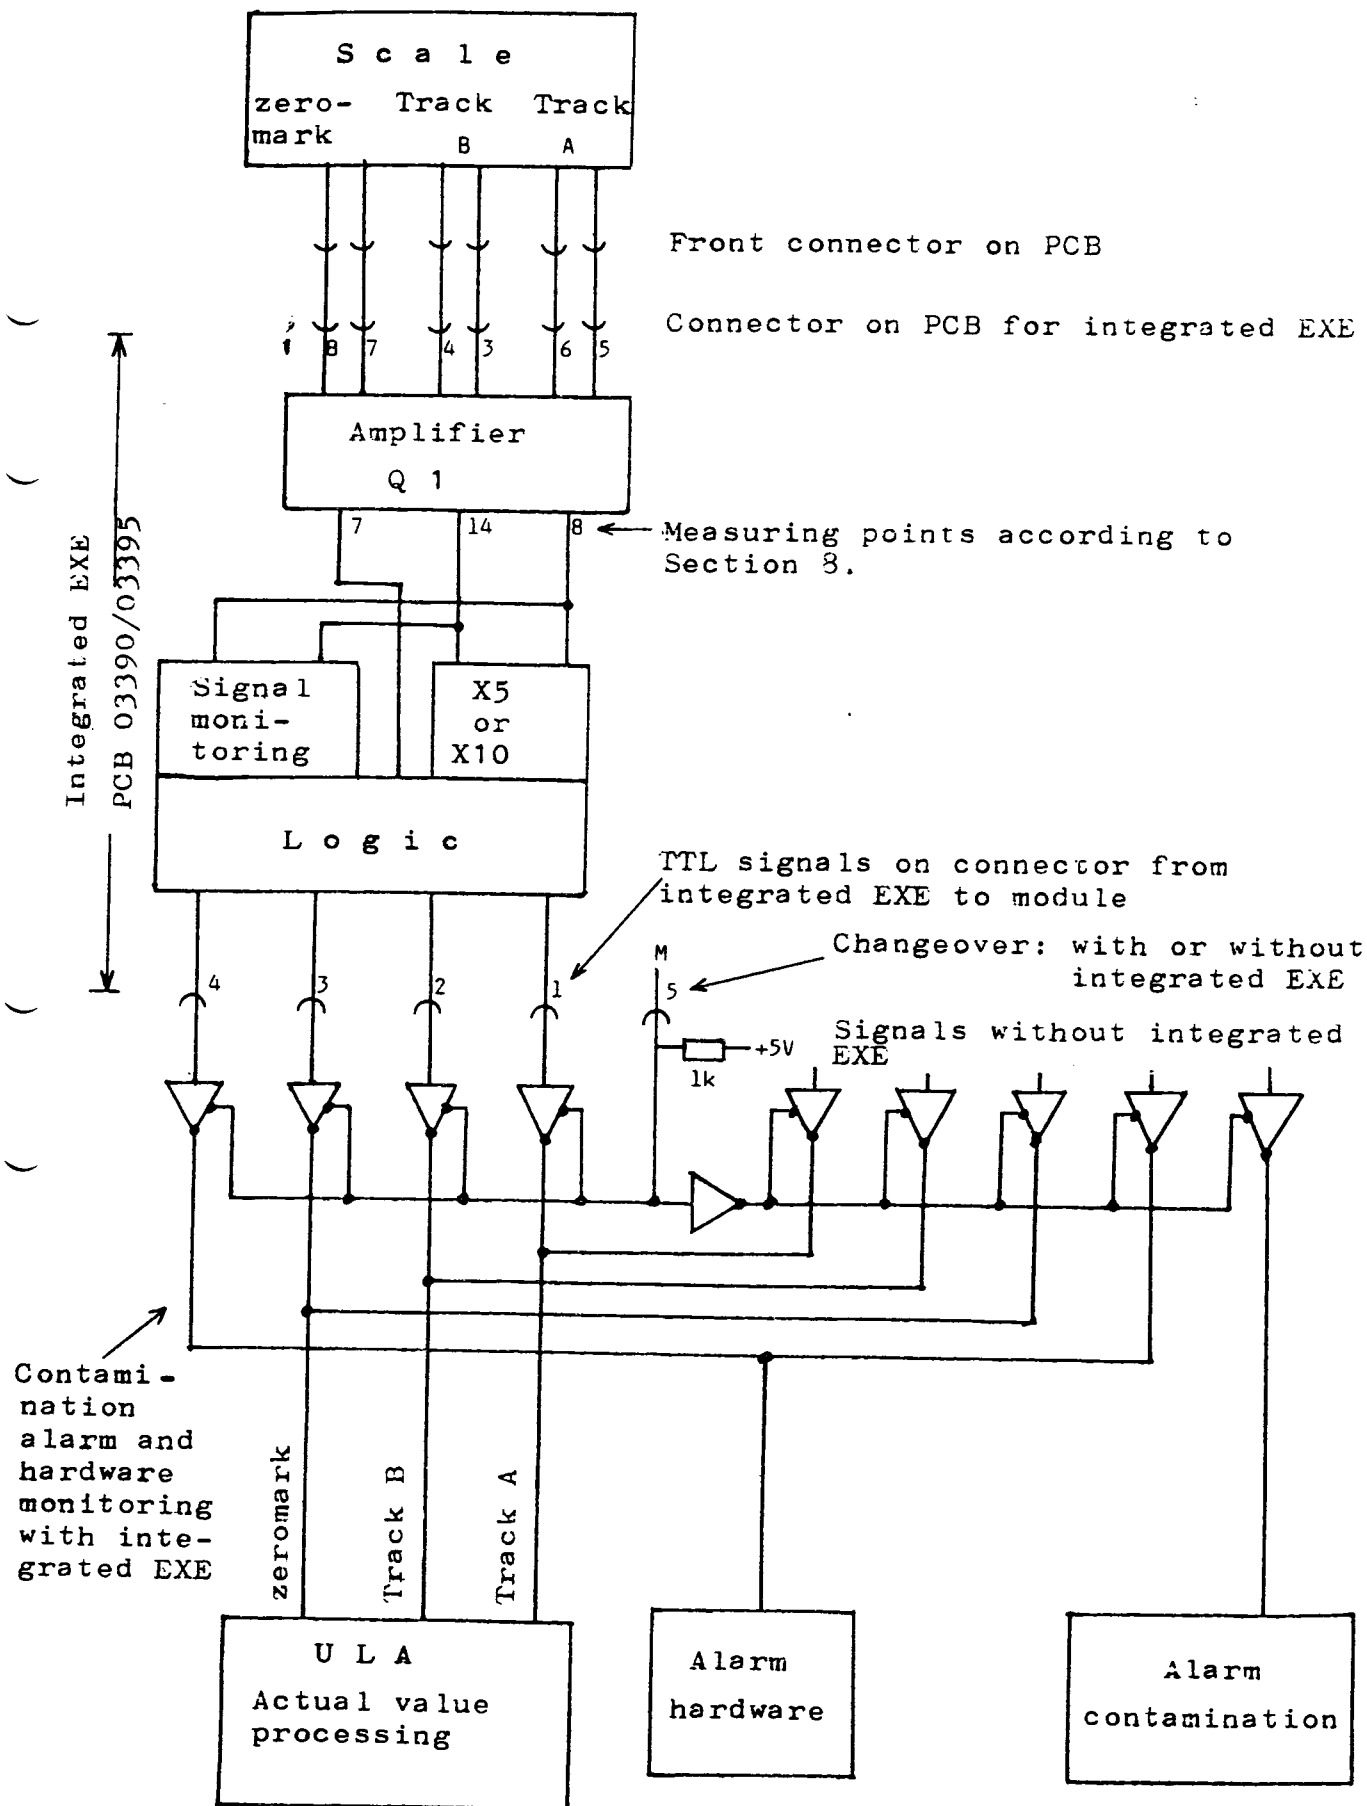 S c a l e
zero- Track Track
mark B A
Front connector on PCB
Connector on PCB for integrated EXE
8 7 4 3 6 5
Amplifier
Q 1
7 14 8
Measuring points according to
Section 8.
Integrated EXE
PCB 03390/03395
Signal
moni-
toring
X5
or
X10
L o g i c
TTL signals on connector from
integrated EXE to module
M
Changeover: with or without
integrated EXE
4 3 2 1 5
Signals without integrated
EXE
+5V
1k
Contami-
nation
alarm and
hardware
monitoring
with inte-
grated EXE
zeromark
Track B
Track A
U L A
Actual value
processing
Alarm
hardware
Alarm
contamination